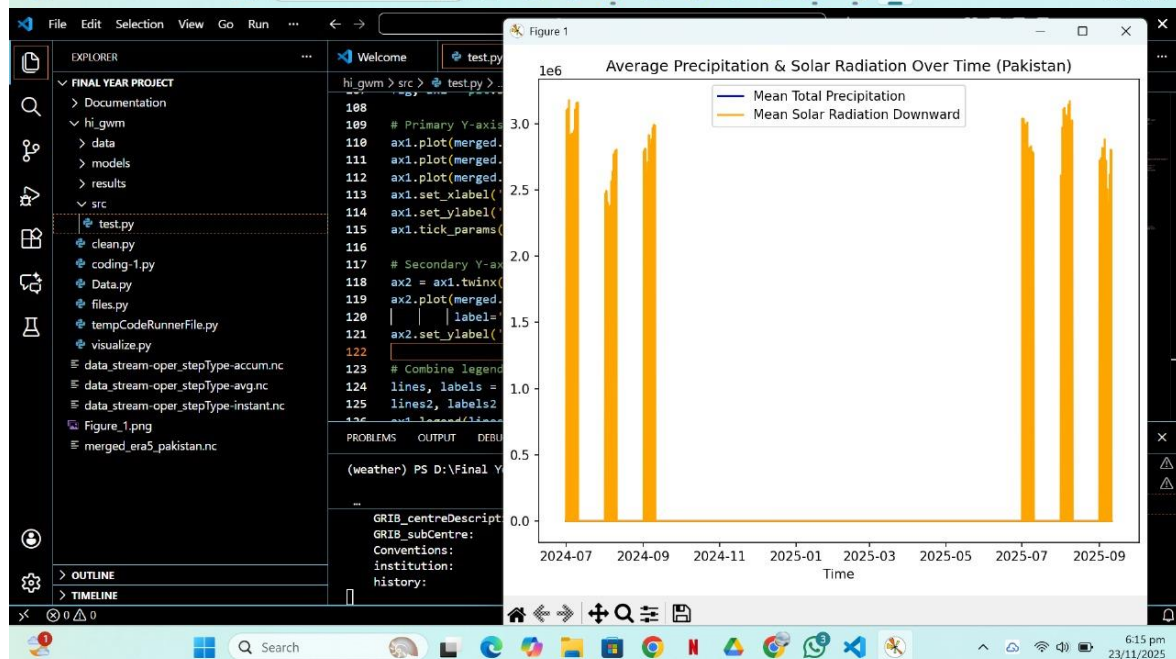 File Edit Selection View Go Run ...
EXPLORER
FINAL YEAR PROJECT
Documentation
hi_gwm
data
models
results
src
test.py
clean.py
coding-1.py
Data.py
files.py
tempCodeRunnerFile.py
visualize.py
data_stream-oper_stepType-accum.nc
data_stream-oper_stepType-avg.nc
data_stream-oper_stepType-instant.nc
Figure_1.png
merged_era5_pakistan.nc
OUTLINE
TIMELINE
Welcome test.py
hi_gwm > src > test.py > ..
108
109 # Primary Y-axis
110 ax1.plot(merged.
111 ax1.plot(merged.
112 ax1.plot(merged.
113 ax1.set_xlabel('
114 ax1.set_ylabel('
115 ax1.tick_params(
116
117 # Secondary Y-ax
118 ax2 = ax1.twinx(
119 ax2.plot(merged.
120 label='
121 ax2.set_ylabel('
122
123 # Combine legend
124 lines, labels =
125 lines2, labels2
PROBLEMS OUTPUT DEBU
(weather) PS D:\Final Y
...
GRIB_centreDescript
GRIB_subCentre:
Conventions:
institution:
history:
Figure 1
Average Precipitation & Solar Radiation Over Time (Pakistan)
1e6
Mean Total Precipitation
Mean Solar Radiation Downward
3.0
2.5
2.0
1.5
1.0
0.5
0.0
2024-07 2024-09 2024-11 2025-01 2025-03 2025-05 2025-07 2025-09
Time
0 0
1
Search
3
6:15 pm
23/11/2025